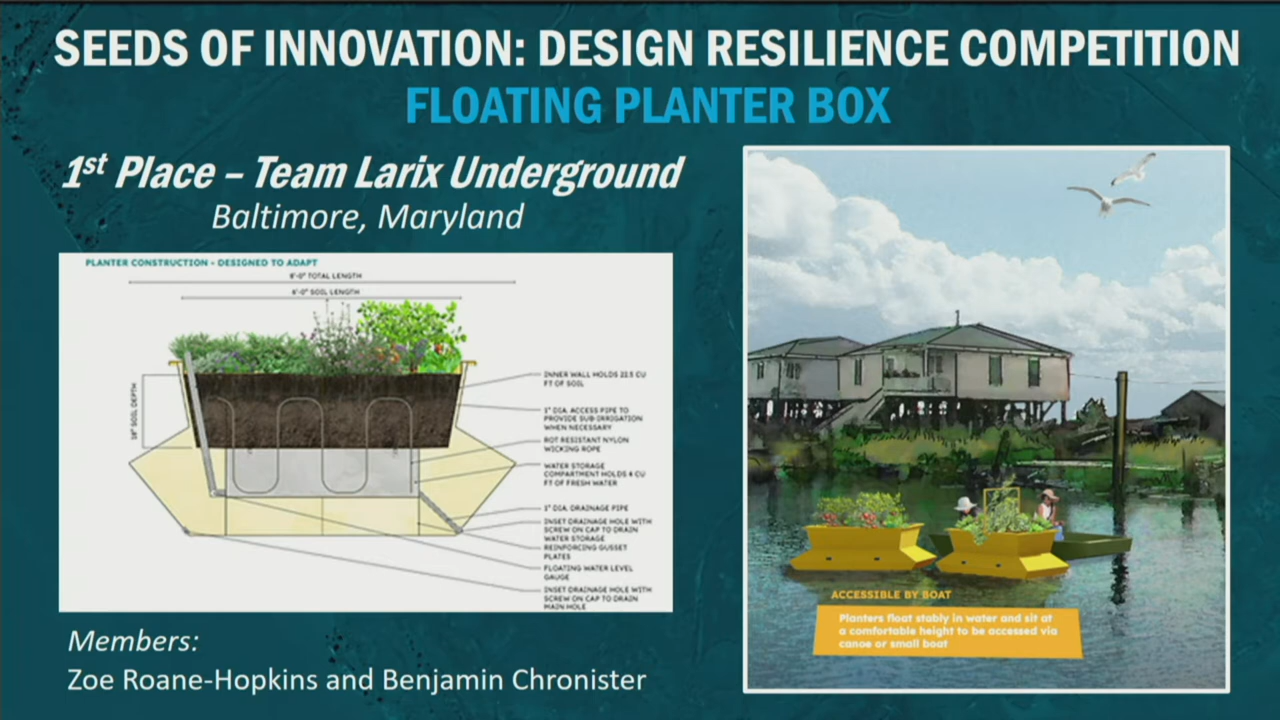 SEEDS OF INNOVATION: DESIGN RESILIENCE COMPETITION
FLOATING PLANTER BOX
1st Place – Team Larix Underground
Baltimore, Maryland
PLANTER CONSTRUCTION - DESIGNED TO ADAPT
8'-0" TOTAL LENGTH
6'-0" SOIL LENGTH
18" SOIL DEPTH
INNER WALL HOLDS 22.5 CU
FT OF SOIL
1" DIA. ACCESS PIPE TO
PROVIDE SUB-IRRIGATION
WHEN NECESSARY
ROT RESISTANT NYLON
WICKING ROPE
WATER STORAGE
COMPARTMENT HOLDS 4 CU
FT OF FRESH WATER
1" DIA. DRAINAGE PIPE
INSET DRAINAGE HOLE WITH
SCREW ON CAP TO DRAIN
WATER STORAGE
REINFORCING GUSSET
PLATES
FLOATING WATER LEVEL
GAUGE
INSET DRAINAGE HOLE WITH
SCREW ON CAP TO DRAIN
MAIN HOLE
Members:
Zoe Roane-Hopkins and Benjamin Chronister
ACCESSIBLE BY BOAT
Planters float stably in water and sit at
a comfortable height to be accessed via
canoe or small boat